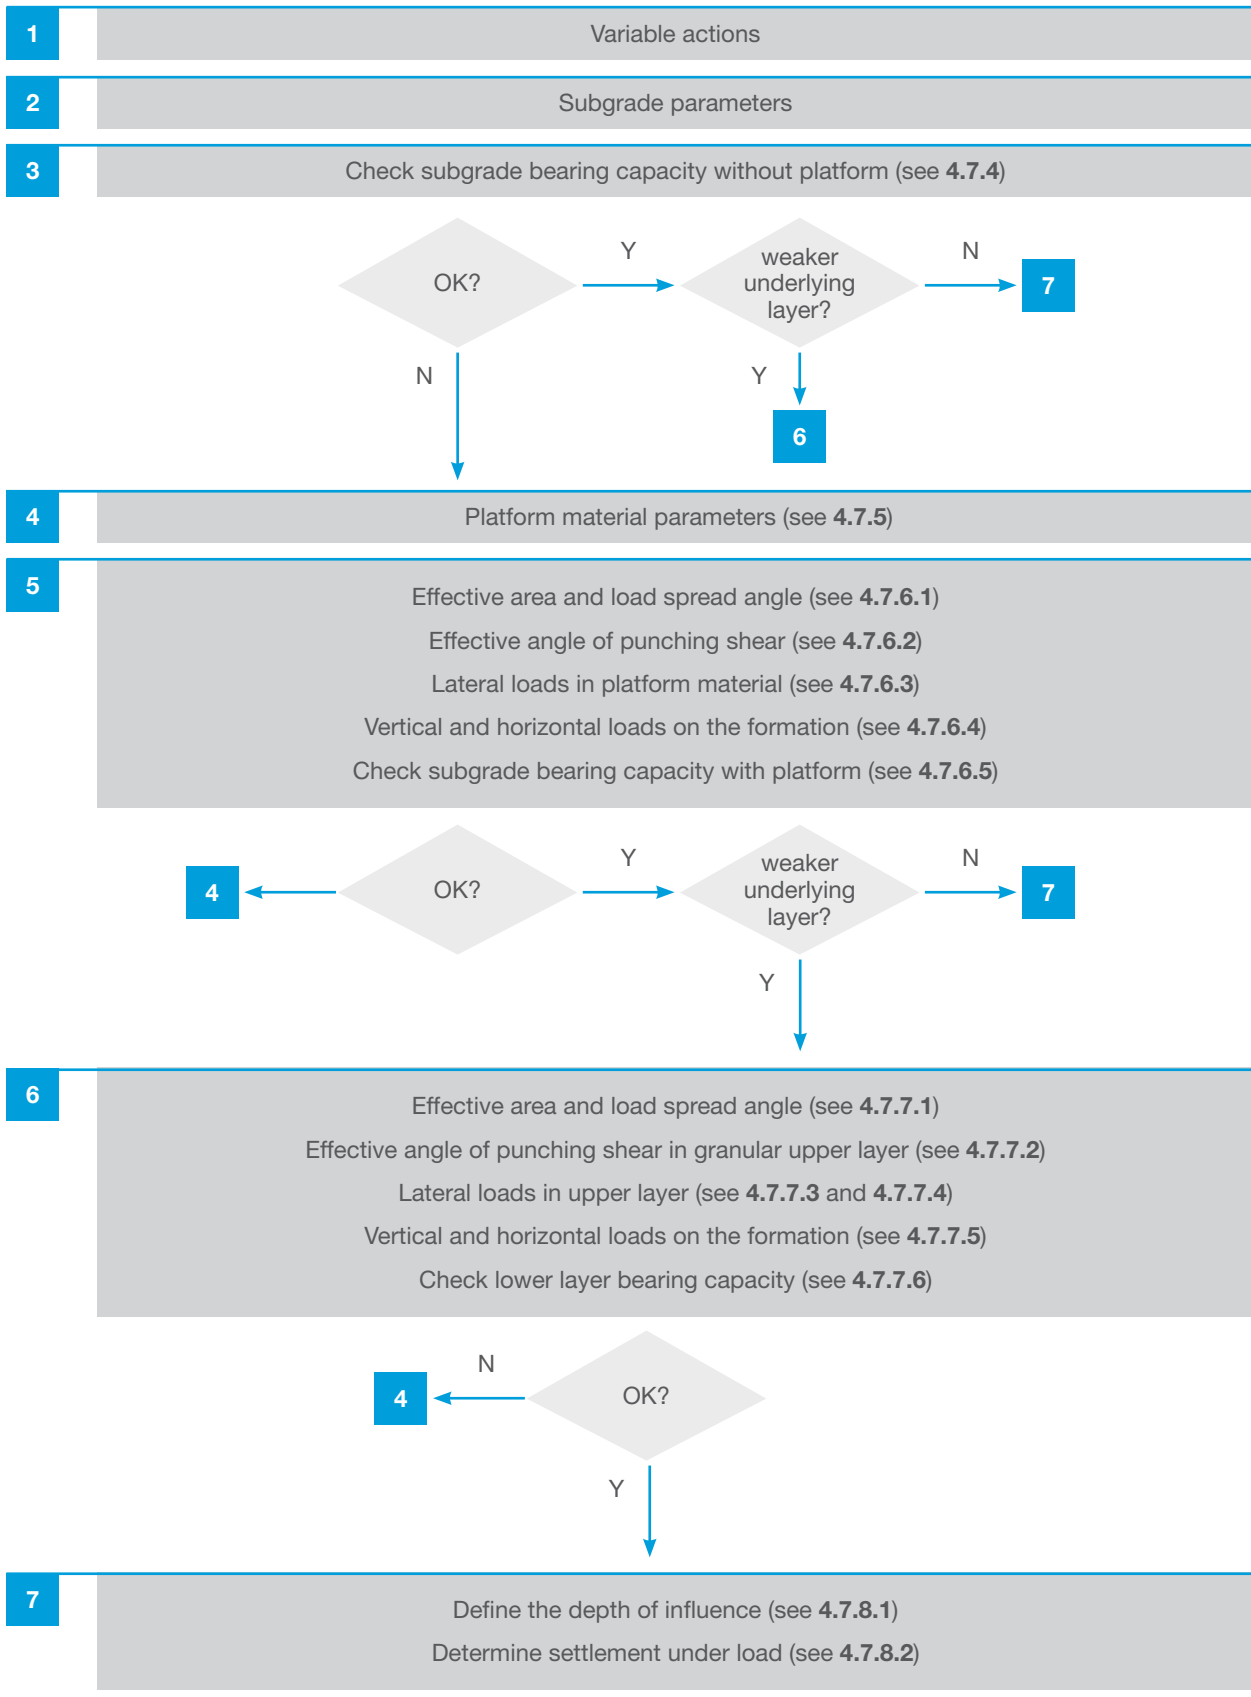 1
Variable actions
2
Subgrade parameters
3
Check subgrade bearing capacity without platform (see 4.7.4)
OK?
Y
weaker
underlying
layer?
N
7
N
Y
6
4
Platform material parameters (see 4.7.5)
5
Effective area and load spread angle (see 4.7.6.1)
Effective angle of punching shear (see 4.7.6.2)
Lateral loads in platform material (see 4.7.6.3)
Vertical and horizontal loads on the formation (see 4.7.6.4)
Check subgrade bearing capacity with platform (see 4.7.6.5)
4
OK?
Y
weaker
underlying
layer?
N
7
Y
6
Effective area and load spread angle (see 4.7.7.1)
Effective angle of punching shear in granular upper layer (see 4.7.7.2)
Lateral loads in upper layer (see 4.7.7.3 and 4.7.7.4)
Vertical and horizontal loads on the formation (see 4.7.7.5)
Check lower layer bearing capacity (see 4.7.7.6)
4
N
OK?
Y
7
Define the depth of influence (see 4.7.8.1)
Determine settlement under load (see 4.7.8.2)